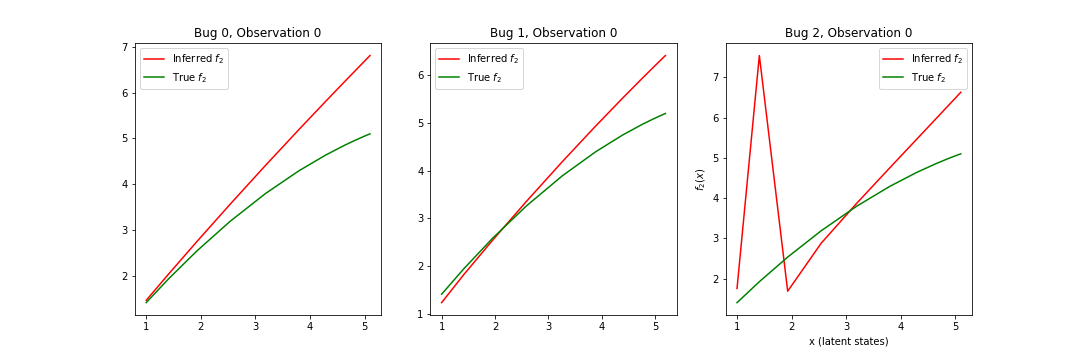 Bug 0, Observation 0
Inferred f₂
True f₂
7
6
5
4
3
2
1 2 3 4 5
Bug 1, Observation 0
Inferred f₂
True f₂
6
5
4
3
2
1
1 2 3 4 5
Bug 2, Observation 0
Inferred f₂
True f₂
f₂(x)
7
6
5
4
3
2
1 2 3 4 5
x (latent states)